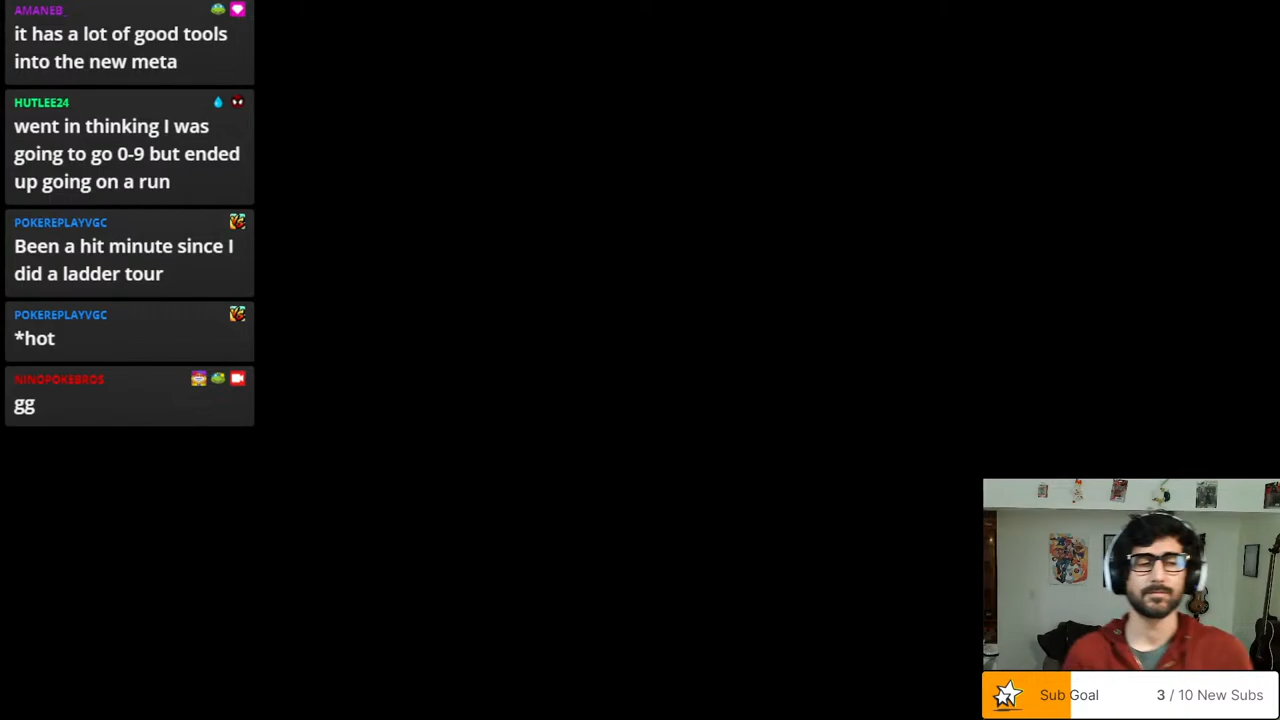 AMANEB_
it has a lot of good tools
into the new meta
HUTLEE24
went in thinking I was
going to go 0-9 but ended
up going on a run
POKEREPLAYVGC
Been a hit minute since I
did a ladder tour
POKEREPLAYVGC
*hot
NINOPOKEBROS
gg
Sub Goal 3 / 10 New Subs